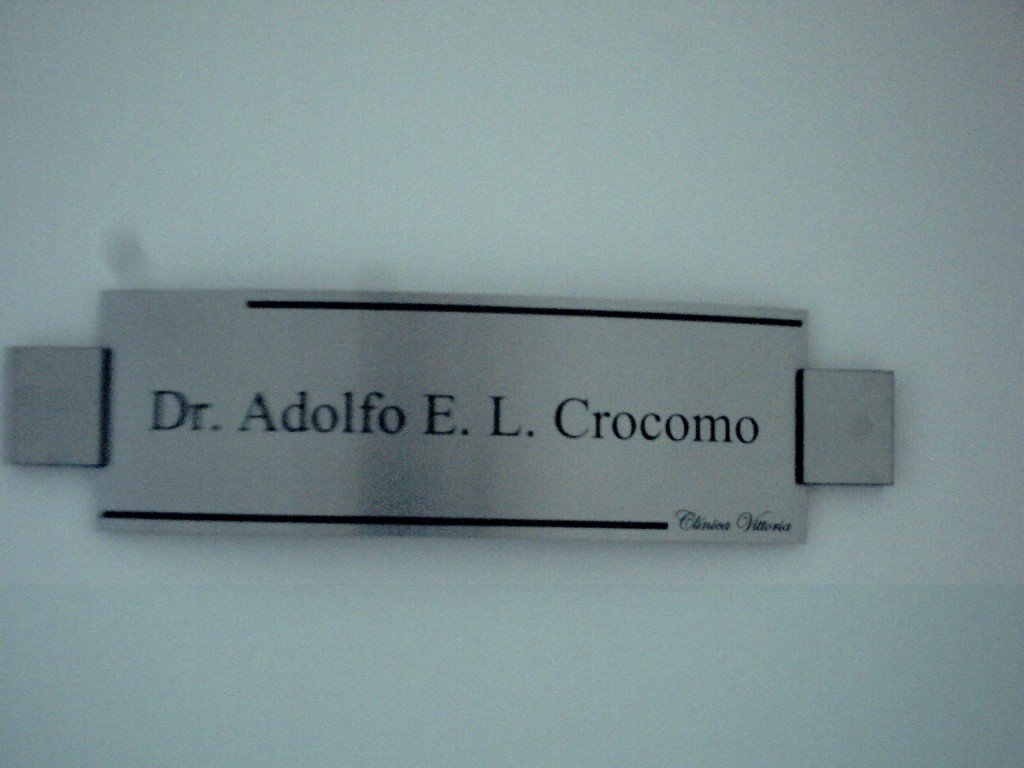 Dr. Adolfo E. L. Crocomo
Clínica Vittoria